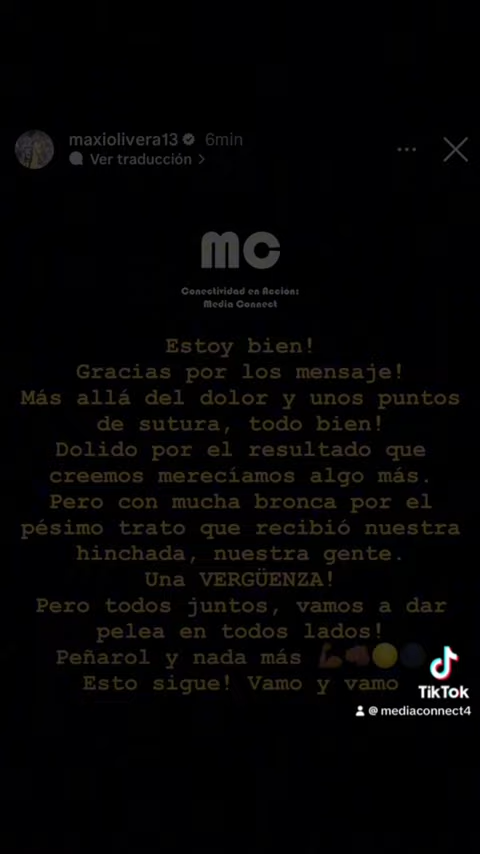 maxiolivera13 6min
Ver traducción >
mc
Conectividad en Acción:
Media Connect
Estoy bien!
Gracias por los mensaje!
Más allá del dolor y unos puntos
de sutura, todo bien!
Dolido por el resultado que
creemos merecíamos algo más.
Pero con mucha bronca por el
pésimo trato que recibió nuestra
hinchada, nuestra gente.
Una VERGÜENZA!
Pero todos juntos, vamos a dar
pelea en todos lados!
Peñarol y nada más 💪🏾👊🏾🟡⚫
Esto sigue! Vamo y vamo
TikTok
@mediaconnect4